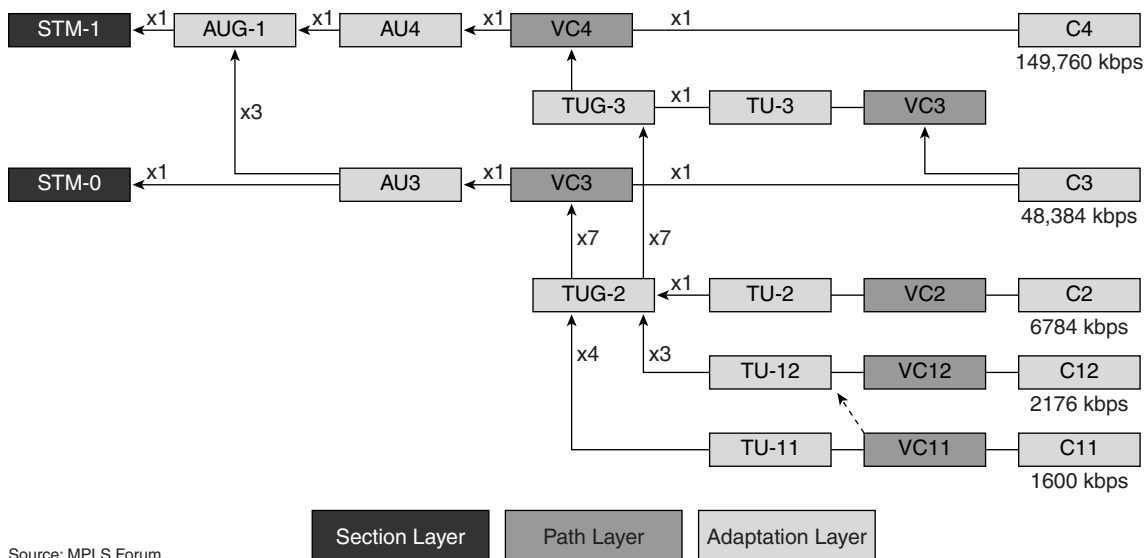 x1 x1 x1 x1
STM-1 AUG-1 AU4 VC4 C4
149,760 kbps
x1
TUG-3 TU-3 VC3
x3
x1 x1 x1
STM-0 AU3 VC3 C3
48,384 kbps
x7 x7
x1
TUG-2 TU-2 VC2 C2
6784 kbps
x4 x3
TU-12 VC12 C12
2176 kbps
TU-11 VC11 C11
1600 kbps
Section Layer Path Layer Adaptation Layer
Source: MPLS Forum